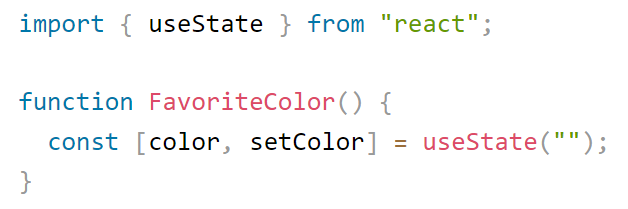 import { useState } from "react";

function FavoriteColor() {
  const [color, setColor] = useState("");
}